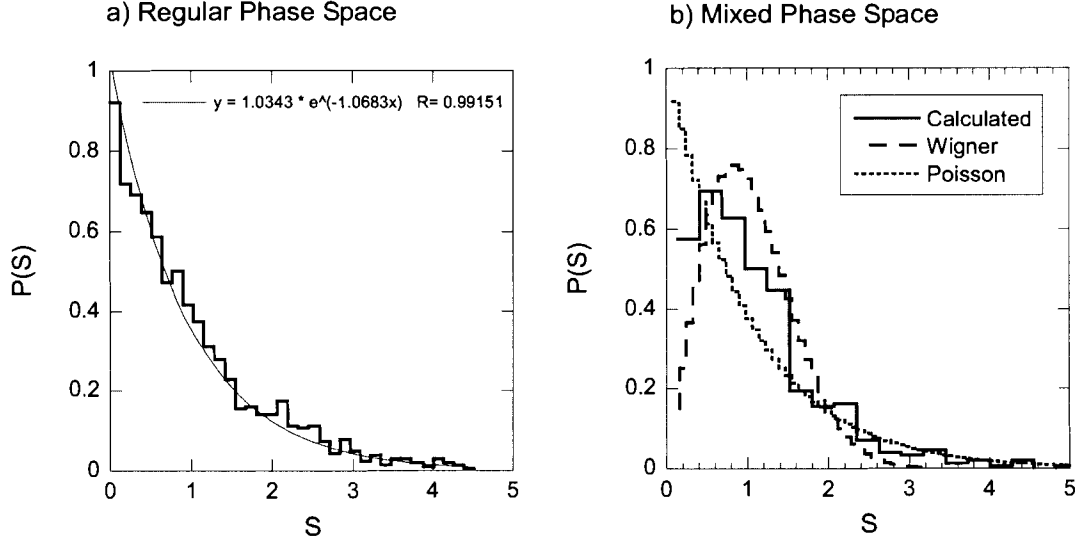 a) Regular Phase Space
1
0.8
0.6
0.4
0.2
0
P(S)
y = 1.0343 * e^(-1.0683x) R= 0.99151
0 1 2 3 4 5
S
b) Mixed Phase Space
1
0.8
0.6
0.4
0.2
0
P(S)
Calculated
Wigner
Poisson
0 1 2 3 4 5
S